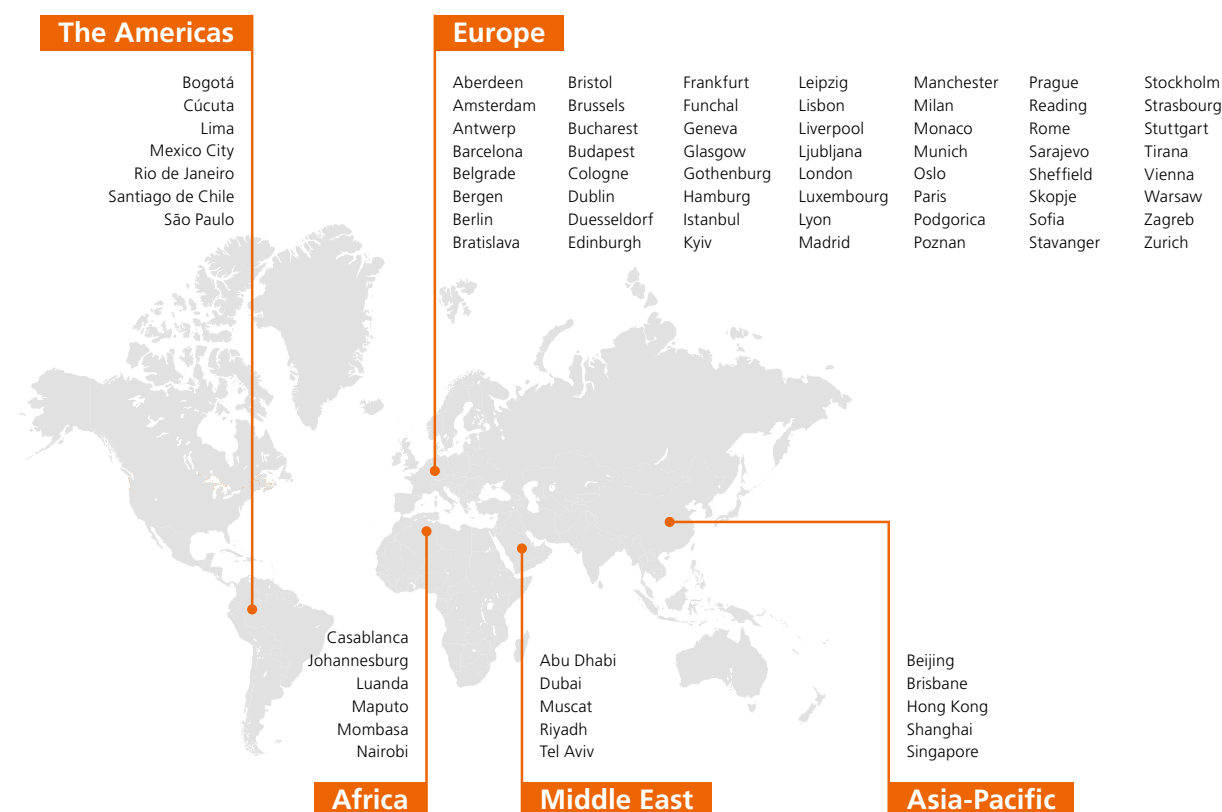 The Americas
Bogotá
Cúcuta
Lima
Mexico City
Rio de Janeiro
Santiago de Chile
São Paulo
Europe
Aberdeen
Amsterdam
Antwerp
Barcelona
Belgrade
Bergen
Berlin
Bratislava
Bristol
Brussels
Bucharest
Budapest
Cologne
Dublin
Duesseldorf
Edinburgh
Frankfurt
Funchal
Geneva
Glasgow
Gothenburg
Hamburg
Istanbul
Kyiv
Leipzig
Lisbon
Liverpool
Ljubljana
London
Luxembourg
Lyon
Madrid
Manchester
Milan
Monaco
Munich
Oslo
Paris
Podgorica
Poznan
Prague
Reading
Rome
Sarajevo
Sheffield
Skopje
Sofia
Stavanger
Stockholm
Strasbourg
Stuttgart
Tirana
Vienna
Warsaw
Zagreb
Zurich
Casablanca
Johannesburg
Luanda
Maputo
Mombasa
Nairobi
Africa
Abu Dhabi
Dubai
Muscat
Riyadh
Tel Aviv
Middle East
Beijing
Brisbane
Hong Kong
Shanghai
Singapore
Asia-Pacific